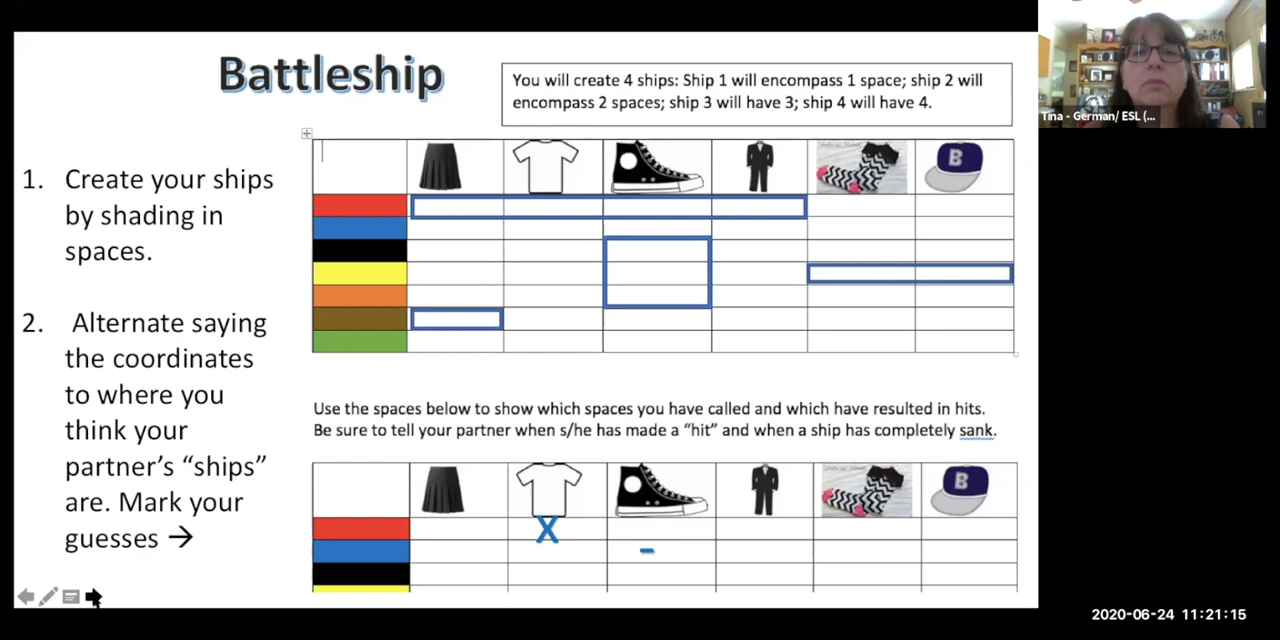 Battleship
You will create 4 ships: Ship 1 will encompass 1 space; ship 2 will
encompass 2 spaces; ship 3 will have 3; ship 4 will have 4.
1. Create your ships
by shading in
spaces.
2. Alternate saying
the coordinates
to where you
think your
partner's "ships"
are. Mark your
guesses →
B
Use the spaces below to show which spaces you have called and which have resulted in hits.
Be sure to tell your partner when s/he has made a "hit" and when a ship has completely sank.
B
X
-
Tina - German/ ESL (...
2020-06-24 11:21:15